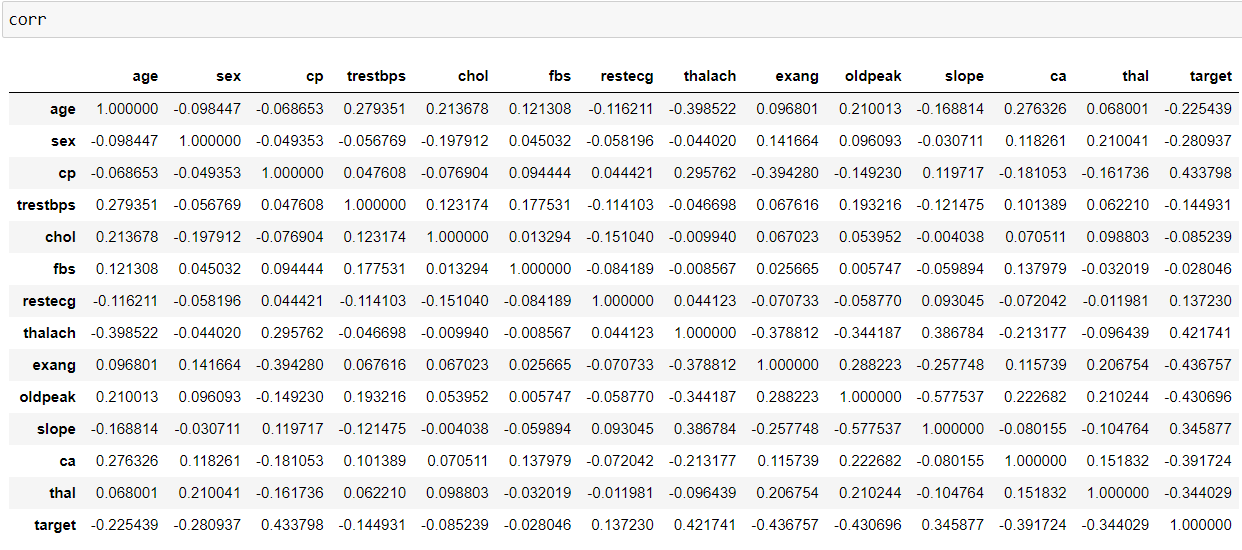 corr
age sex cp trestbps chol fbs restecg thalach exang oldpeak slope ca thal target
age 1.000000 -0.098447 -0.068653 0.279351 0.213678 0.121308 -0.116211 -0.398522 0.096801 0.210013 -0.168814 0.276326 0.068001 -0.225439
sex -0.098447 1.000000 -0.049353 -0.056769 -0.197912 0.045032 -0.058196 -0.044020 0.141664 0.096093 -0.030711 0.118261 0.210041 -0.280937
cp -0.068653 -0.049353 1.000000 0.047608 -0.076904 0.094444 0.044421 0.295762 -0.394280 -0.149230 0.119717 -0.181053 -0.161736 0.433798
trestbps 0.279351 -0.056769 0.047608 1.000000 0.123174 0.177531 -0.114103 -0.046698 0.067616 0.193216 -0.121475 0.101389 0.062210 -0.144931
chol 0.213678 -0.197912 -0.076904 0.123174 1.000000 0.013294 -0.151040 -0.009940 0.067023 0.053952 -0.004038 0.070511 0.098803 -0.085239
fbs 0.121308 0.045032 0.094444 0.177531 0.013294 1.000000 -0.084189 -0.008567 0.025665 0.005747 -0.059894 0.137979 -0.032019 -0.028046
restecg -0.116211 -0.058196 0.044421 -0.114103 -0.151040 -0.084189 1.000000 0.044123 -0.070733 -0.058770 0.093045 -0.072042 -0.011981 0.137230
thalach -0.398522 -0.044020 0.295762 -0.046698 -0.009940 -0.008567 0.044123 1.000000 -0.378812 -0.344187 0.386784 -0.213177 -0.096439 0.421741
exang 0.096801 0.141664 -0.394280 0.067616 0.067023 0.025665 -0.070733 -0.378812 1.000000 0.288223 -0.257748 0.115739 0.206754 -0.436757
oldpeak 0.210013 0.096093 -0.149230 0.193216 0.053952 0.005747 -0.058770 -0.344187 0.288223 1.000000 -0.577537 0.222682 0.210244 -0.430696
slope -0.168814 -0.030711 0.119717 -0.121475 -0.004038 -0.059894 0.093045 0.386784 -0.257748 -0.577537 1.000000 -0.080155 -0.104764 0.345877
ca 0.276326 0.118261 -0.181053 0.101389 0.070511 0.137979 -0.072042 -0.213177 0.115739 0.222682 -0.080155 1.000000 0.151832 -0.391724
thal 0.068001 0.210041 -0.161736 0.062210 0.098803 -0.032019 -0.011981 -0.096439 0.206754 0.210244 -0.104764 0.151832 1.000000 -0.344029
target -0.225439 -0.280937 0.433798 -0.144931 -0.085239 -0.028046 0.137230 0.421741 -0.436757 -0.430696 0.345877 -0.391724 -0.344029 1.000000